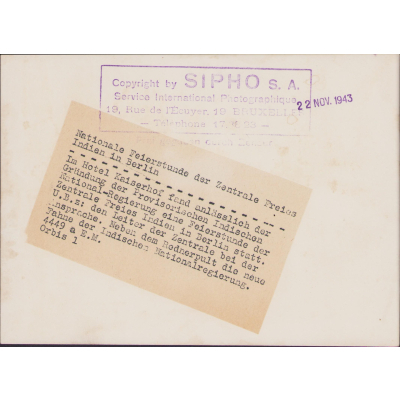 Copyright by SIPHO S. A.
Service International Photographique
19, Rue de l'Ecuyer, 19 BRUXELLES
— Telephone
22 NOV. 1943
Nationale Feierstunde der Zentrale Freies
Indien in Berlin
Im Hotel Kaiserhof fand anlässlich der
Gründung der Provisorischen Indischen
National-Regierung eine Feierstunde der
Zentrale Freies Indien in Berlin statt.
U.B.z: den Leiter der Zentrale bei der
Ansprache. Neben dem Rednerpult die neue
Fahne der Indischen Nationalregierung.
4449 a E.M.
Orbis 1